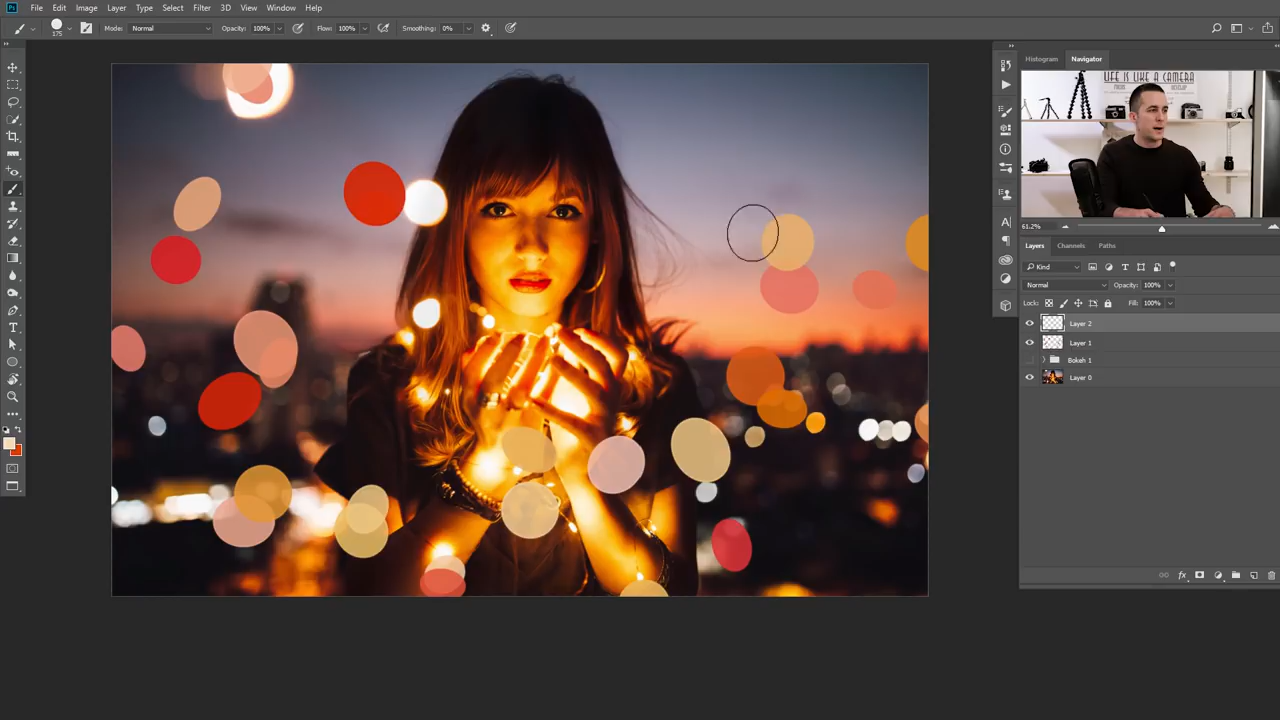 Ps File Edit Image Layer Type Select Filter 3D View Window Help
175 Mode: Normal Opacity: 100% Flow: 100% Smoothing: 0%
Histogram Navigator
LIFE IS LIKE A CAMERA
61.2%
Layers Channels Paths
Kind
Normal Opacity: 100%
Lock: Fill: 100%
Layer 2
Layer 1
Bokeh 1
Layer 0